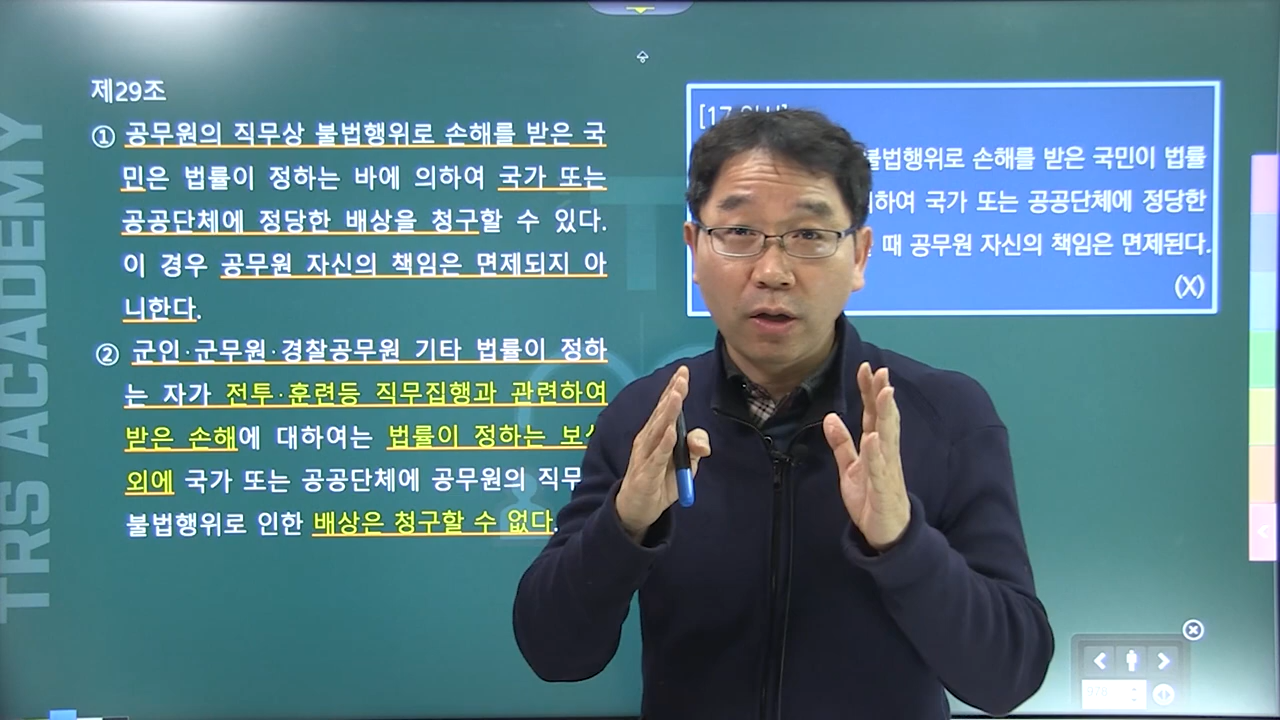 TRS ACADEMY
제29조
① 공무원의 직무상 불법행위로 손해를 받은 국
민은 법률이 정하는 바에 의하여 국가 또는
공공단체에 정당한 배상을 청구할 수 있다.
이 경우 공무원 자신의 책임은 면제되지 아
니한다.
② 군인·군무원·경찰공무원 기타 법률이 정하
는 자가 전투·훈련등 직무집행과 관련하여
받은 손해에 대하여는 법률이 정하는
외에 국가 또는 공공단체에 공무원의 직무
불법행위로 인한 배상은 청구할 수 없다.
[17
불법행위로 손해를 받은 국민이 법률
국가 또는 공공단체에 정당한
때 공무원 자신의 책임은 면제된다.
(X)
978